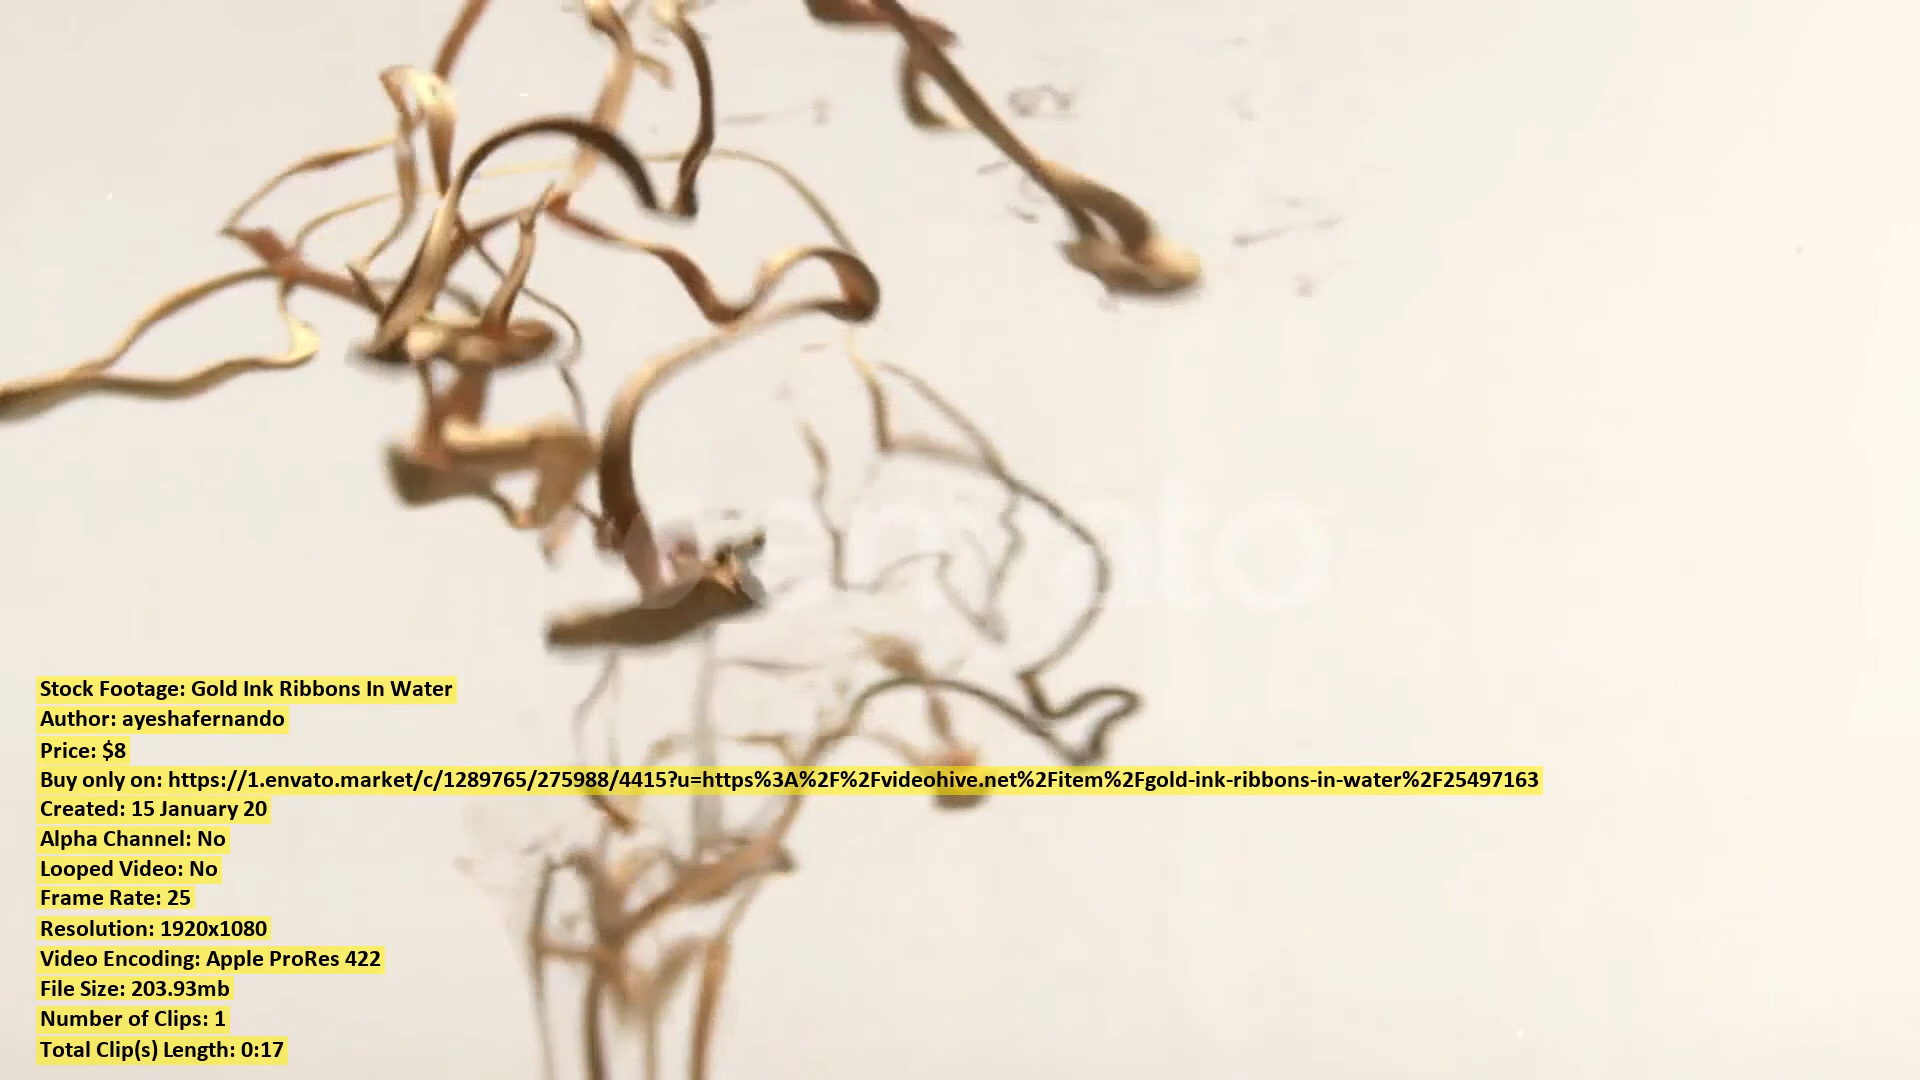 envato
Stock Footage: Gold Ink Ribbons In Water
Author: ayeshafernando
Price: $8
Buy only on: https://1.envato.market/c/1289765/275988/4415?u=https%3A%2F%2Fvideohive.net%2Fitem%2Fgold-ink-ribbons-in-water%2F25497163
Created: 15 January 20
Alpha Channel: No
Looped Video: No
Frame Rate: 25
Resolution: 1920x1080
Video Encoding: Apple ProRes 422
File Size: 203.93mb
Number of Clips: 1
Total Clip(s) Length: 0:17